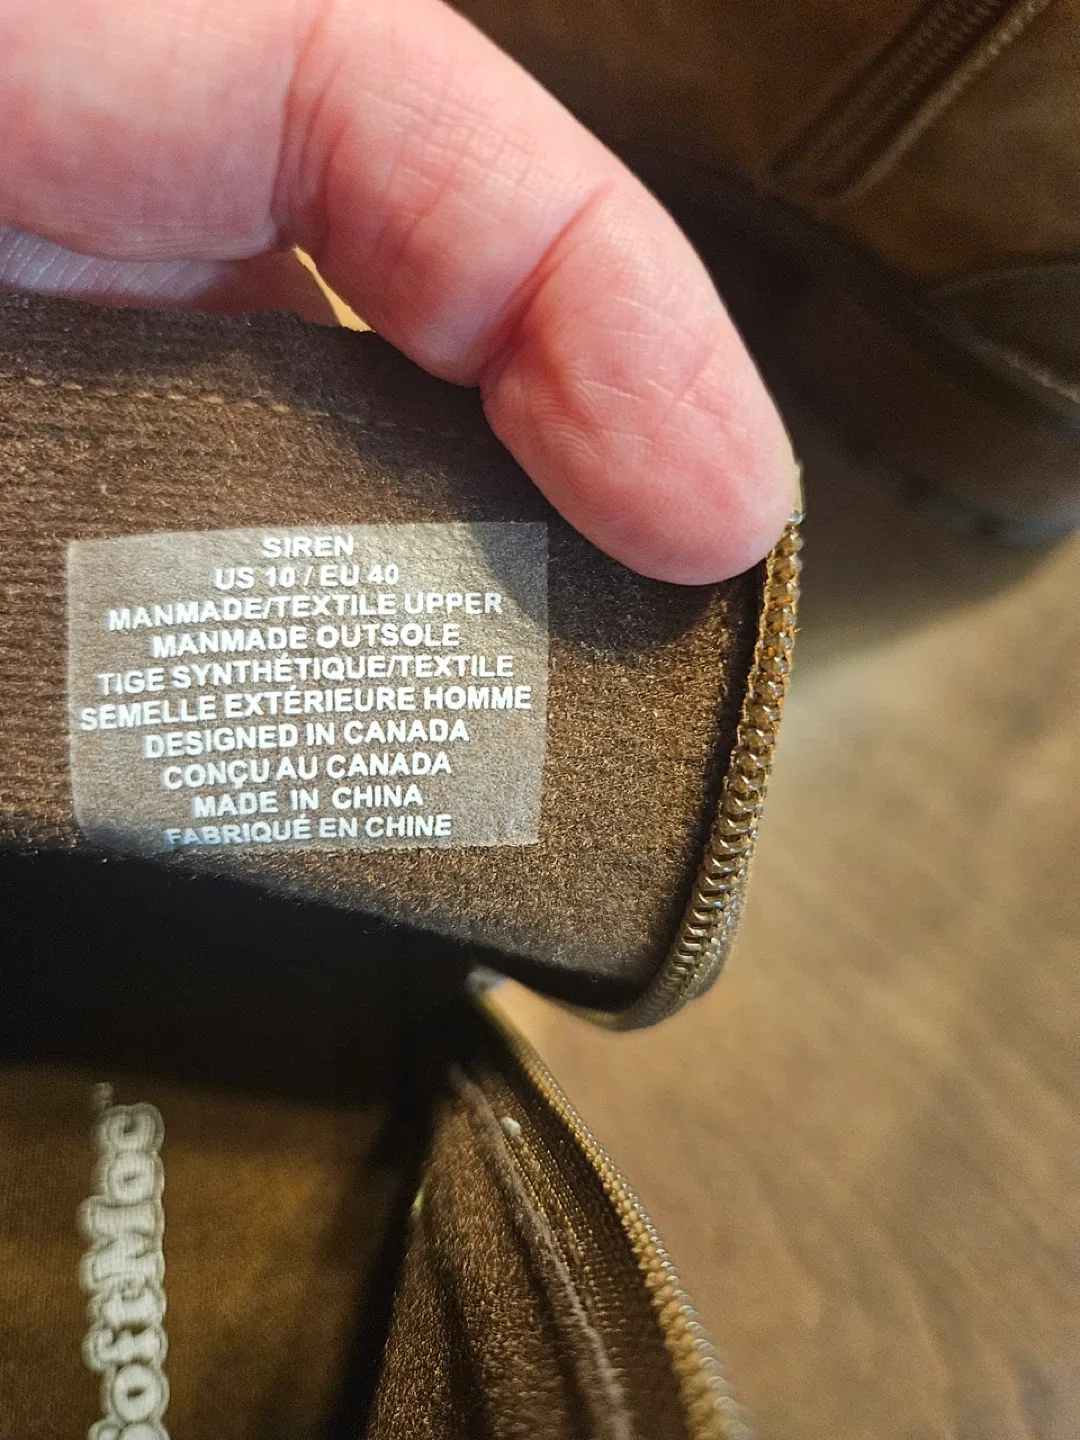 SIREN
US 10 / EU 40
MANMADE/TEXTILE UPPER
MANMADE OUTSOLE
TIGE SYNTHÉTIQUE/TEXTILE
SEMELLE EXTÉRIEURE HOMME
DESIGNED IN CANADA
CONÇU AU CANADA
MADE IN CHINA
FABRIQUÉ EN CHINE
SoftMoc